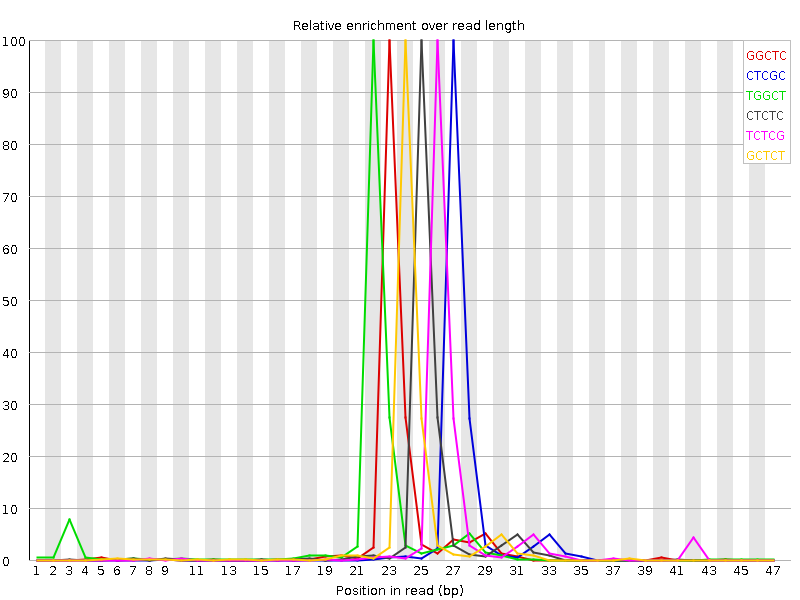 Relative enrichment over read length
100
90
80
70
60
50
40
30
20
10
0
GGCTC
CTCGC
TGGCT
CTCTC
TCTCG
GCTCT
1 2 3 4 5 6 7 8 9 11 13 15 17 19 21 23 25 27 29 31 33 35 37 39 41 43 45 47
Position in read (bp)